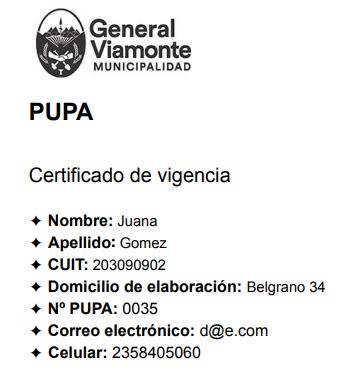 General
Viamonte
MUNICIPALIDAD
PUPA
Certificado de vigencia
✦ Nombre: Juana
✦ Apellido: Gomez
✦ CUIT: 203090902
✦ Domicilio de elaboración: Belgrano 34
✦ Nº PUPA: 0035
✦ Correo electrónico: d@e.com
✦ Celular: 2358405060